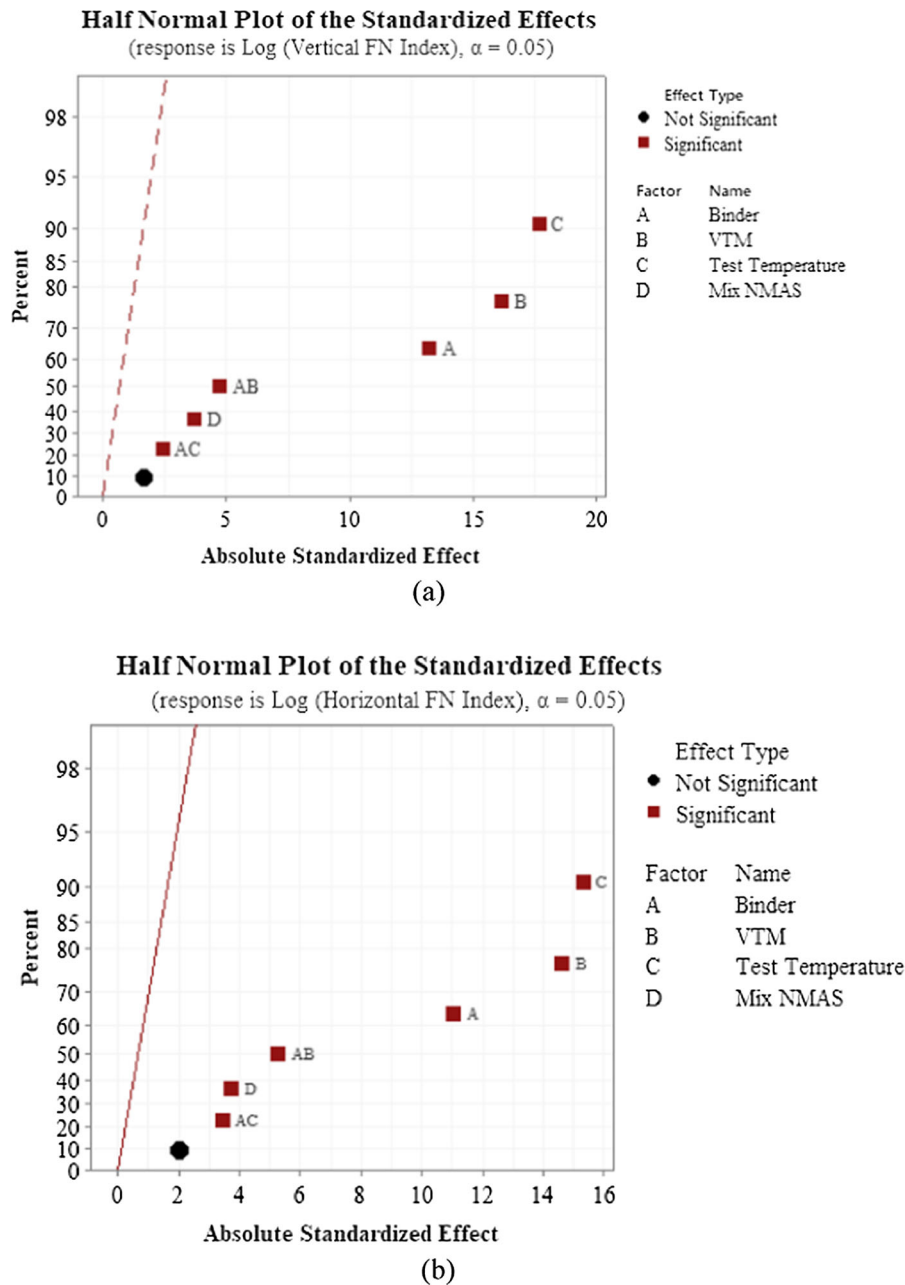 Half Normal Plot of the Standardized Effects
(response is Log (Vertical FN Index), α = 0.05)
Percent
98
95
90
85
80
70
60
50
40
30
20
10
0
C
B
A
AB
D
AC
0 5 10 15 20
Absolute Standardized Effect
Effect Type
Not Significant
Significant
Factor Name
A Binder
B VTM
C Test Temperature
D Mix NMAS
(a)
Half Normal Plot of the Standardized Effects
(response is Log (Horizontal FN Index), α = 0.05)
Percent
98
95
90
85
80
70
60
50
40
30
20
10
0
C
B
A
AB
D
AC
0 2 4 6 8 10 12 14 16
Absolute Standardized Effect
Effect Type
Not Significant
Significant
Factor Name
A Binder
B VTM
C Test Temperature
D Mix NMAS
(b)